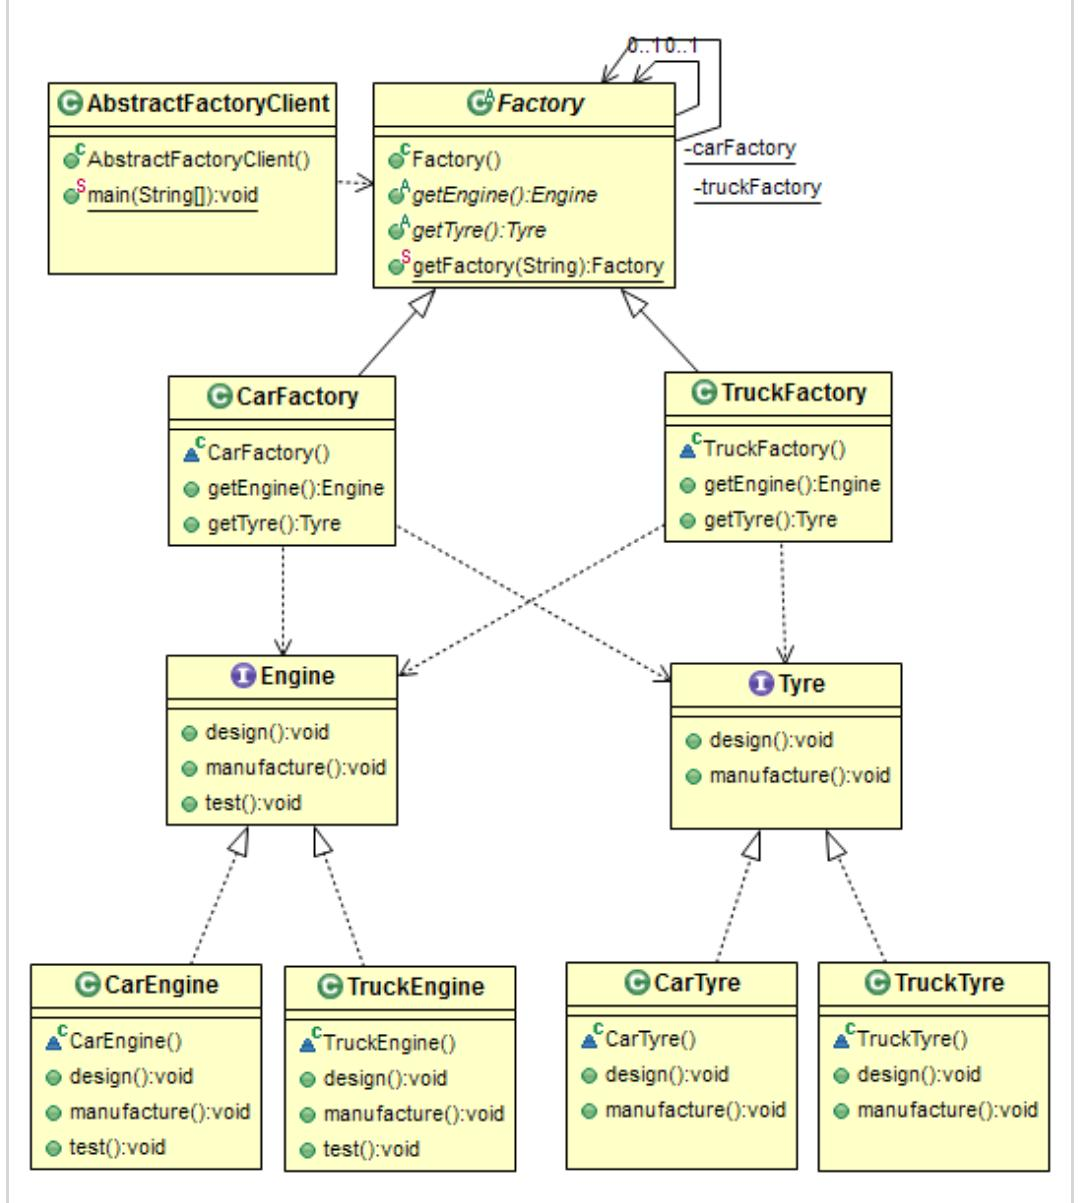 0..1 0..1
AbstractFactoryClient
AbstractFactoryClient()
main(String[]):void
Factory
Factory()
getEngine():Engine
getTyre():Tyre
getFactory(String):Factory
-carFactory
-truckFactory
CarFactory
CarFactory()
getEngine():Engine
getTyre():Tyre
TruckFactory
TruckFactory()
getEngine():Engine
getTyre():Tyre
Engine
design():void
manufacture():void
test():void
Tyre
design():void
manufacture():void
CarEngine
CarEngine()
design():void
manufacture():void
test():void
TruckEngine
TruckEngine()
design():void
manufacture():void
test():void
CarTyre
CarTyre()
design():void
manufacture():void
TruckTyre
TruckTyre()
design():void
manufacture():void